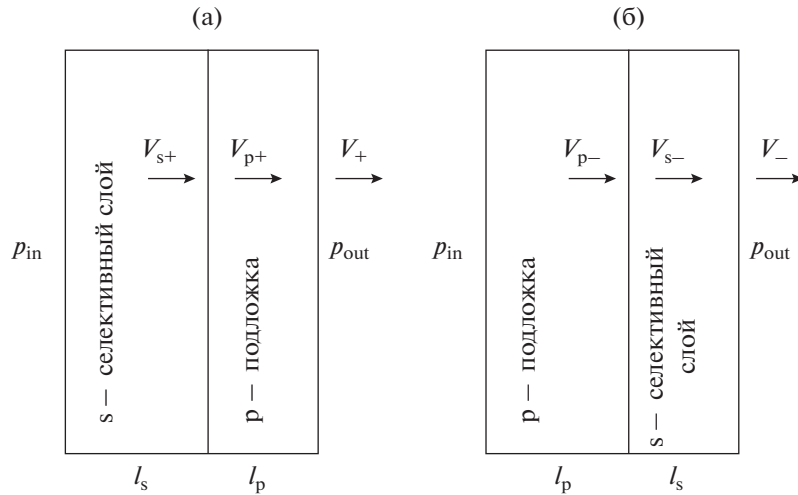 (а)
p_in
s — селективный слой
V_s+
p — подложка
V_p+
V_+
p_out
l_s
l_p
(б)
p_in
p — подложка
V_p−
s — селективный
слой
V_s−
V_−
p_out
l_p
l_s